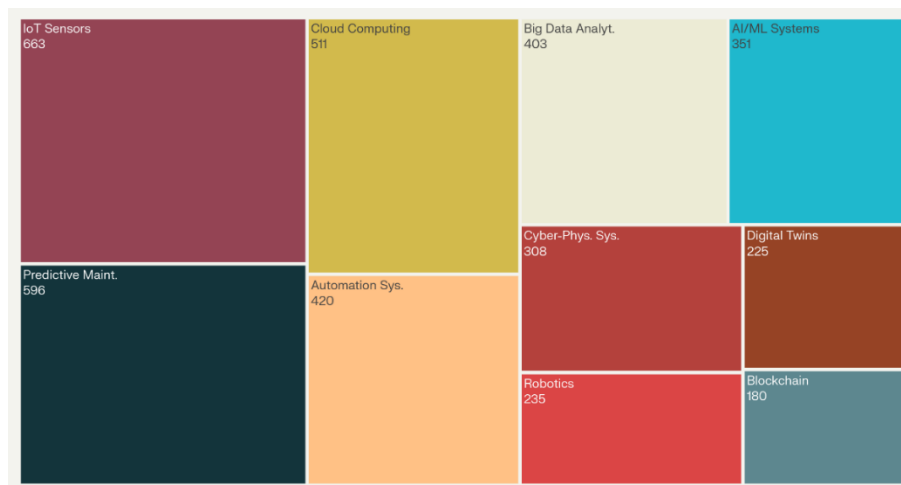 IoT Sensors
663
Cloud Computing
511
Big Data Analyt.
403
AI/ML Systems
351
Cyber-Phys. Sys.
308
Digital Twins
225
Predictive Maint.
596
Automation Sys.
420
Robotics
235
Blockchain
180